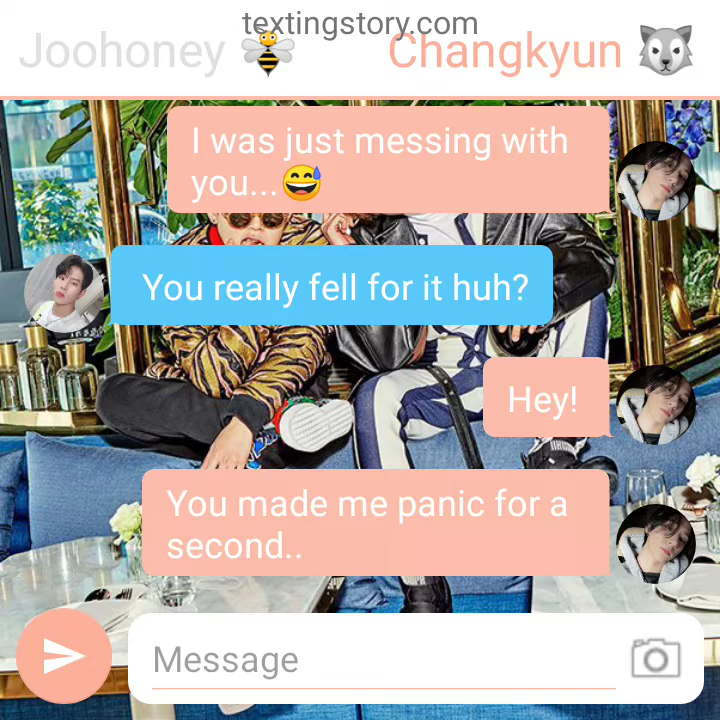 textingstory.com
Joohoney 🐝
Changkyun 🐺
I was just messing with
you...😅
You really fell for it huh?
Hey!
You made me panic for a
second..
Message